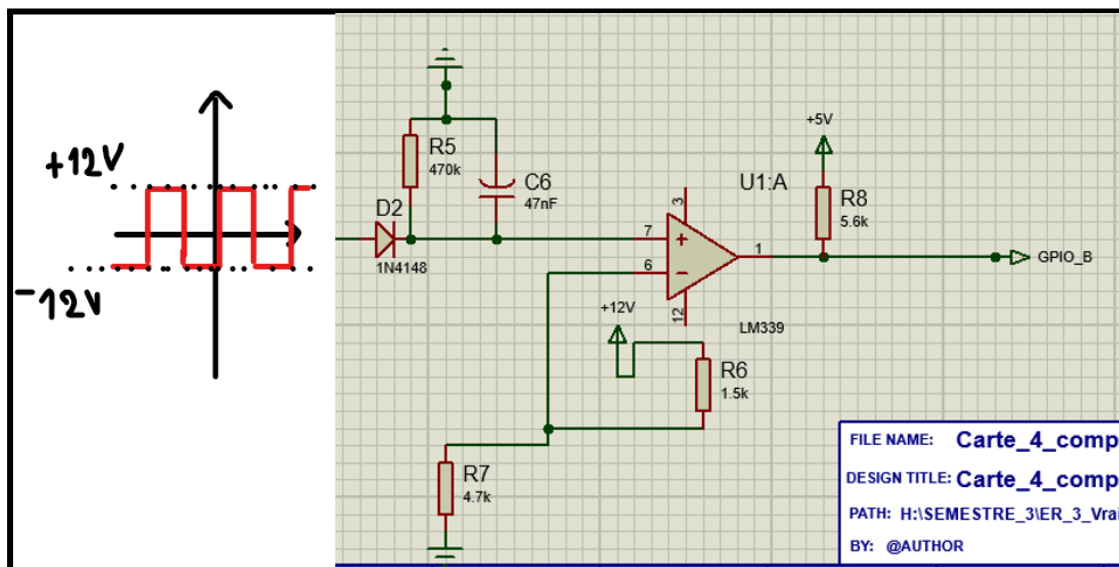 +12V
-12V
R5
470k
C6
47nF
D2
1N4148
7
6
3
12
1
U1:A
LM339
+5V
R8
5.6k
GPIO_B
+12V
R6
1.5k
R7
4.7k
FILE NAME: Carte_4_comp
DESIGN TITLE: Carte_4_comp
PATH: H:\SEMESTRE_3\ER_3_Vrai
BY: @AUTHOR